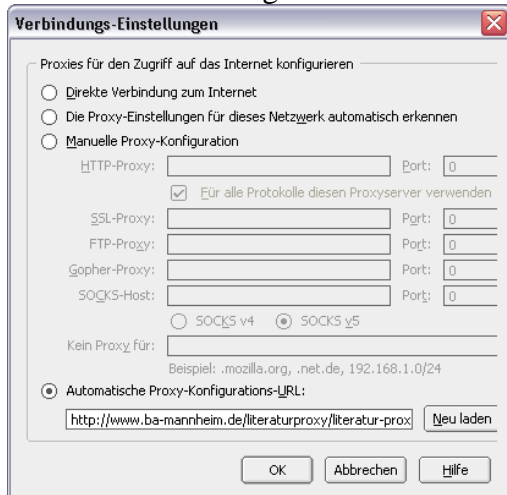 Verbindungs-Einstellungen
Proxies für den Zugriff auf das Internet konfigurieren
Direkte Verbindung zum Internet
Die Proxy-Einstellungen für dieses Netzwerk automatisch erkennen
Manuelle Proxy-Konfiguration
HTTP-Proxy: Port: 0
Für alle Protokolle diesen Proxyserver verwenden
SSL-Proxy: Port: 0
FTP-Proxy: Port: 0
Gopher-Proxy: Port: 0
SOCKS-Host: Port: 0
SOCKS v4 SOCKS v5
Kein Proxy für:
Beispiel: .mozilla.org, .net.de, 192.168.1.0/24
Automatische Proxy-Konfigurations-URL:
http://www.ba-mannheim.de/literaturproxy/literatur-prox Neu laden
OK Abbrechen Hilfe